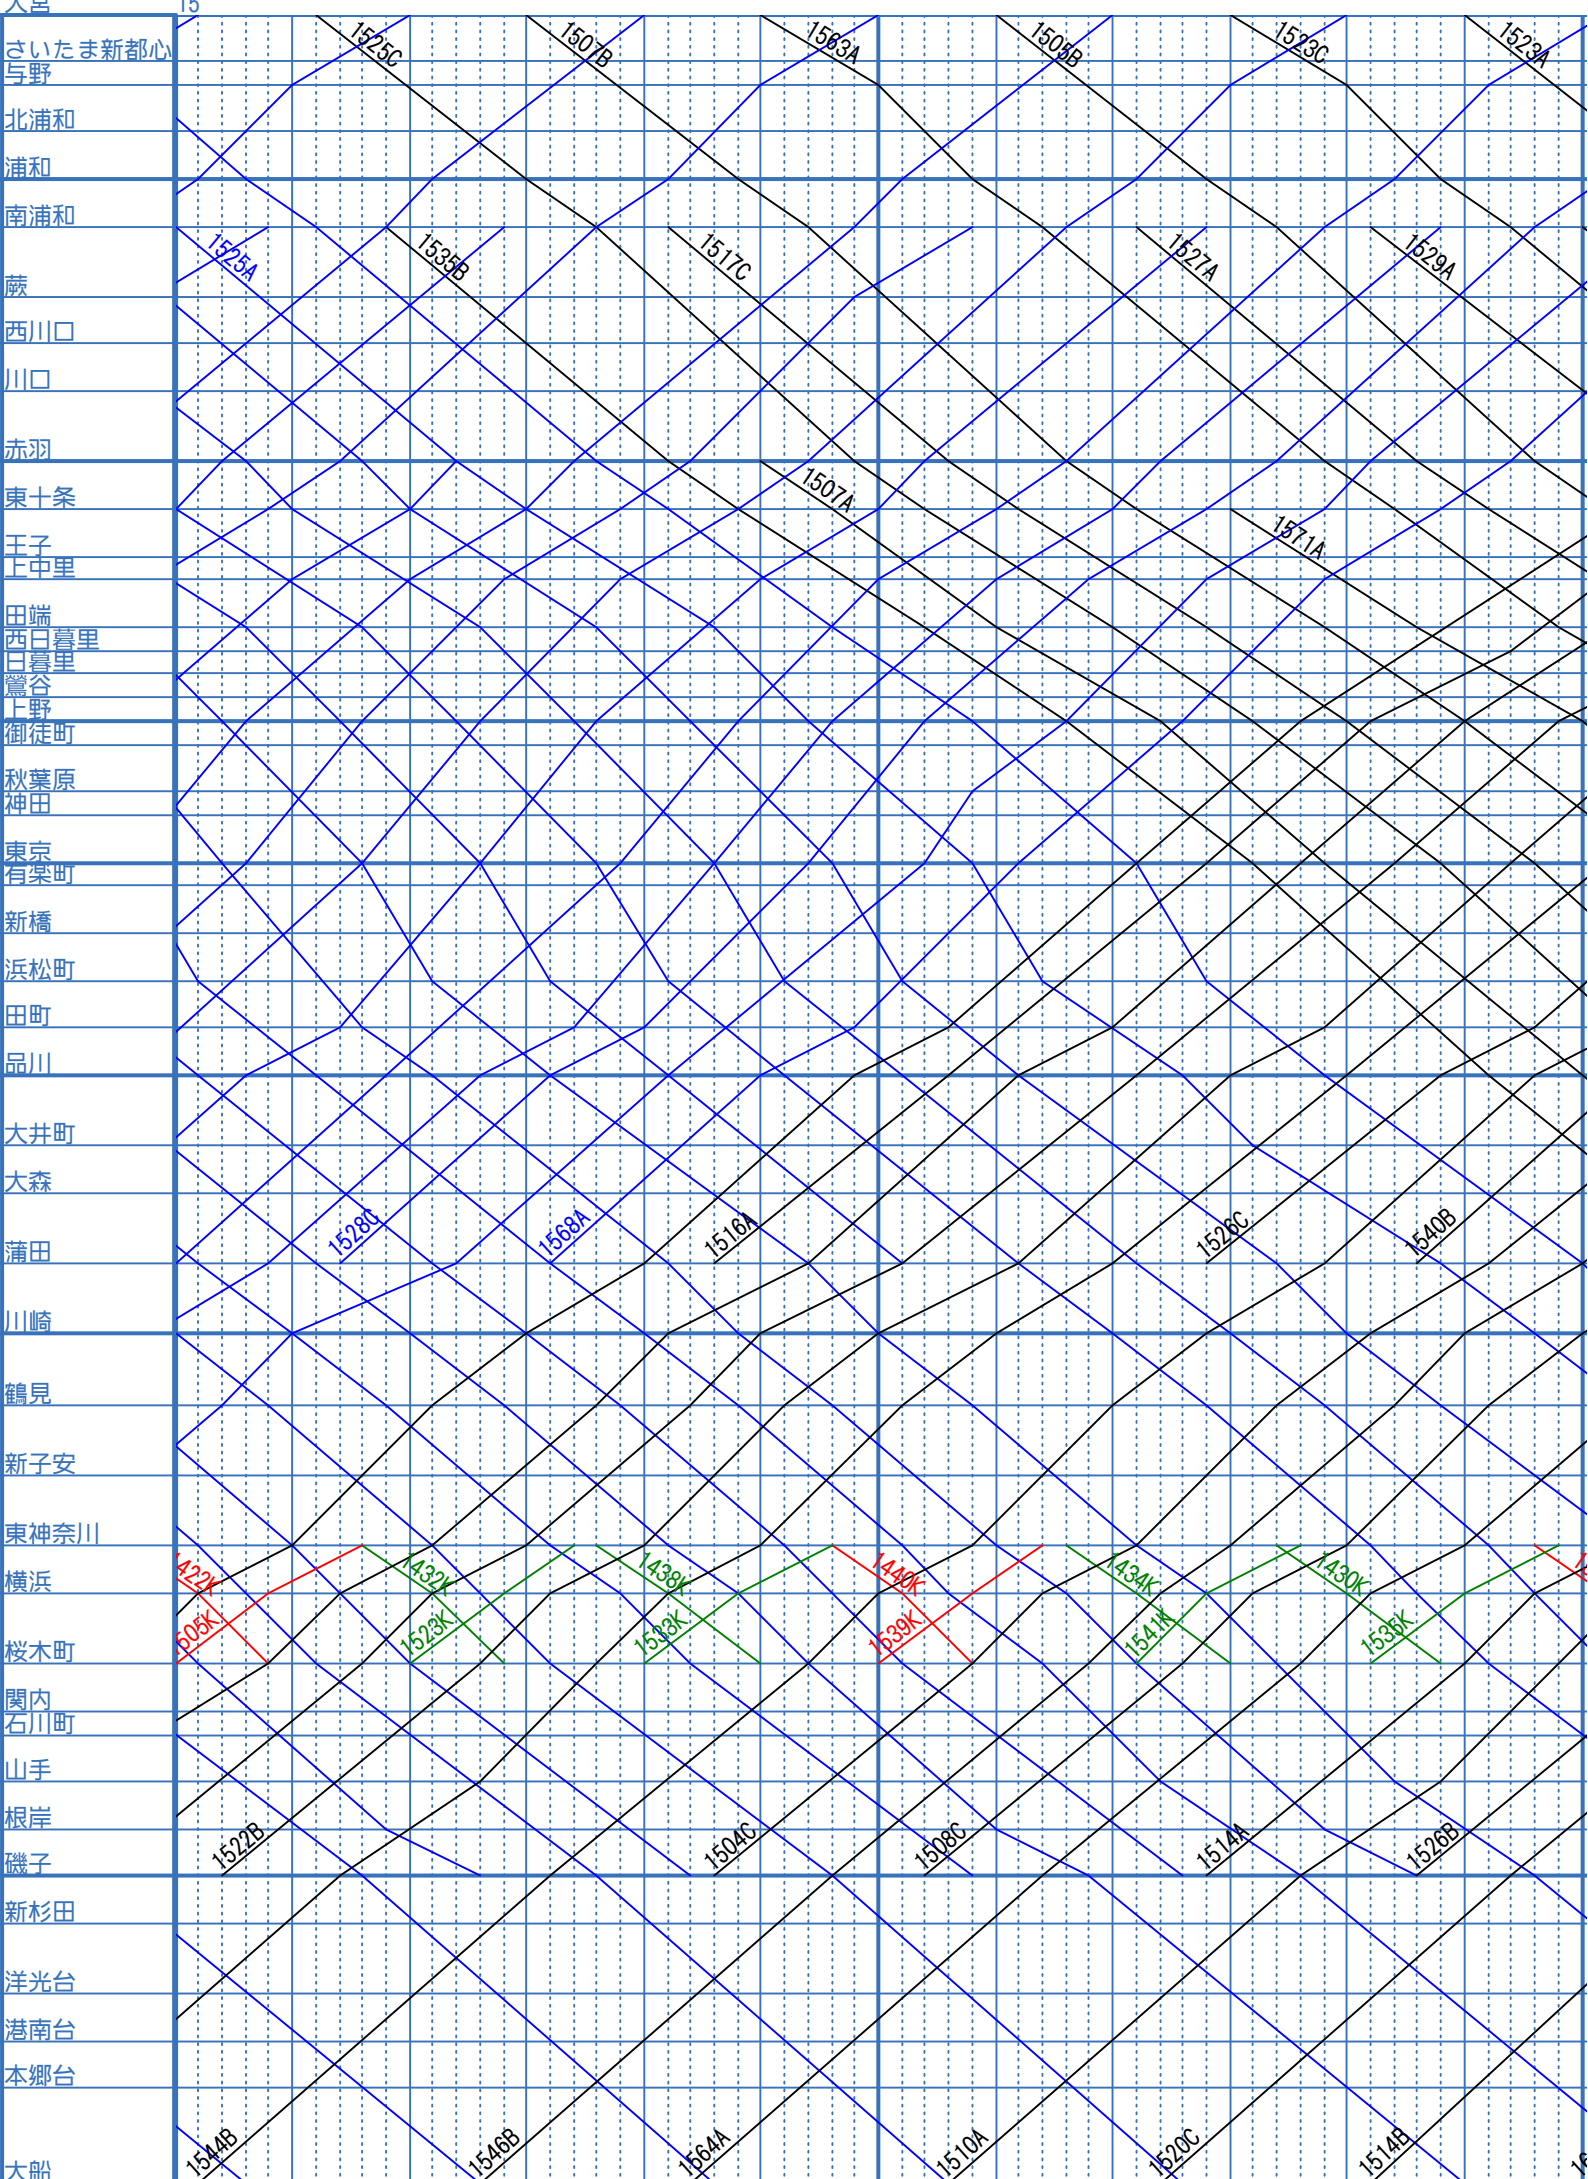 大宮
15
さいたま新都心
与野
北浦和
浦和
南浦和
蕨
西川口
川口
赤羽
東十条
王子
上中里
田端
西日暮里
日暮里
鶯谷
上野
御徒町
秋葉原
神田
東京
有楽町
新橋
浜松町
田町
品川
大井町
大森
蒲田
川崎
鶴見
新子安
東神奈川
横浜
桜木町
関内
石川町
山手
根岸
磯子
新杉田
洋光台
港南台
本郷台
大船
1525C
1507B
1563A
1505B
1523C
1523A
1525A
1535B
1517C
1527A
1529A
1507A
1571A
1528C
1568A
1516A
1526C
1540B
422K
1432K
1438K
1440K
1434K
1430K
505K
1523K
1533K
1539K
1541K
1535K
1522B
1504C
1508C
1514A
1526B
1544B
1546B
1564A
1510A
1520C
1514B